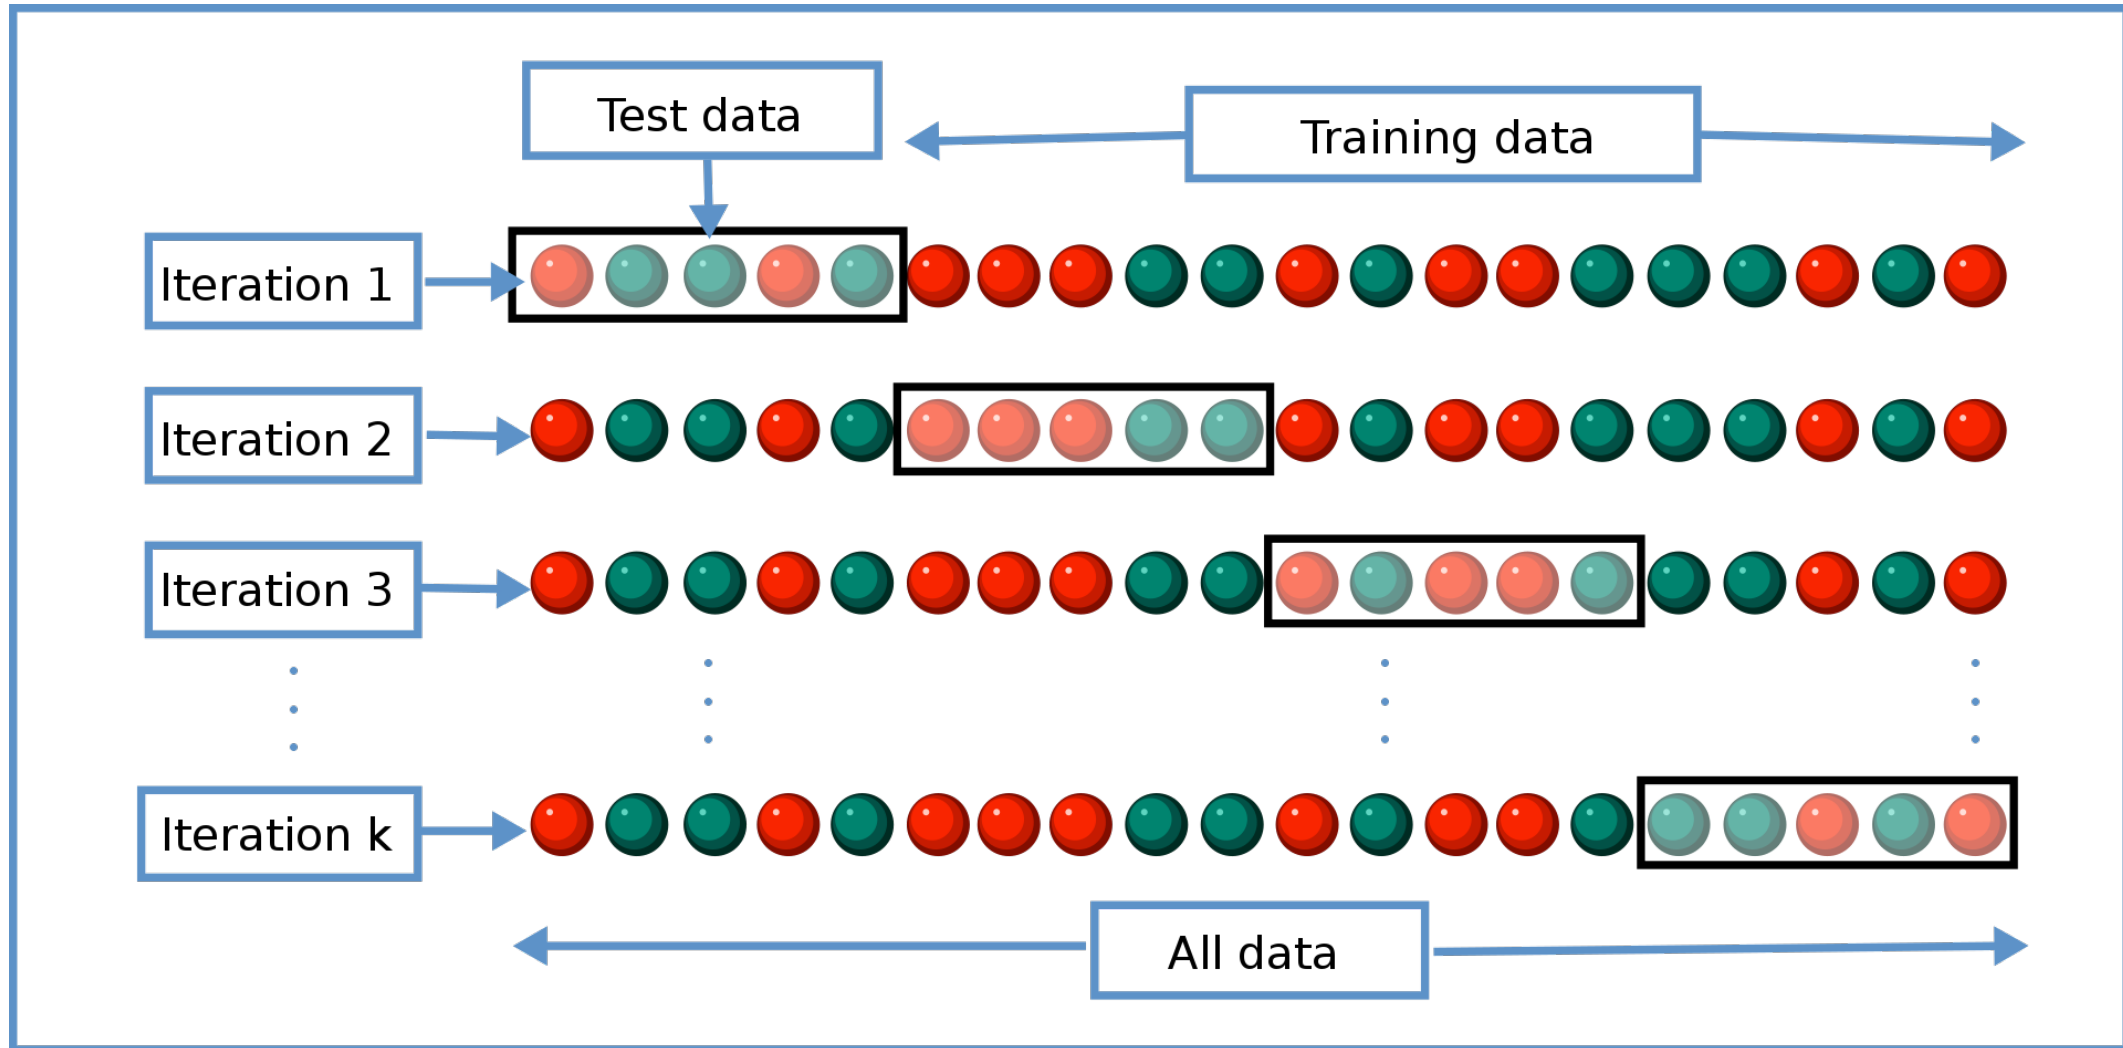 Test data
Training data
Iteration 1
Iteration 2
Iteration 3
Iteration k
All data